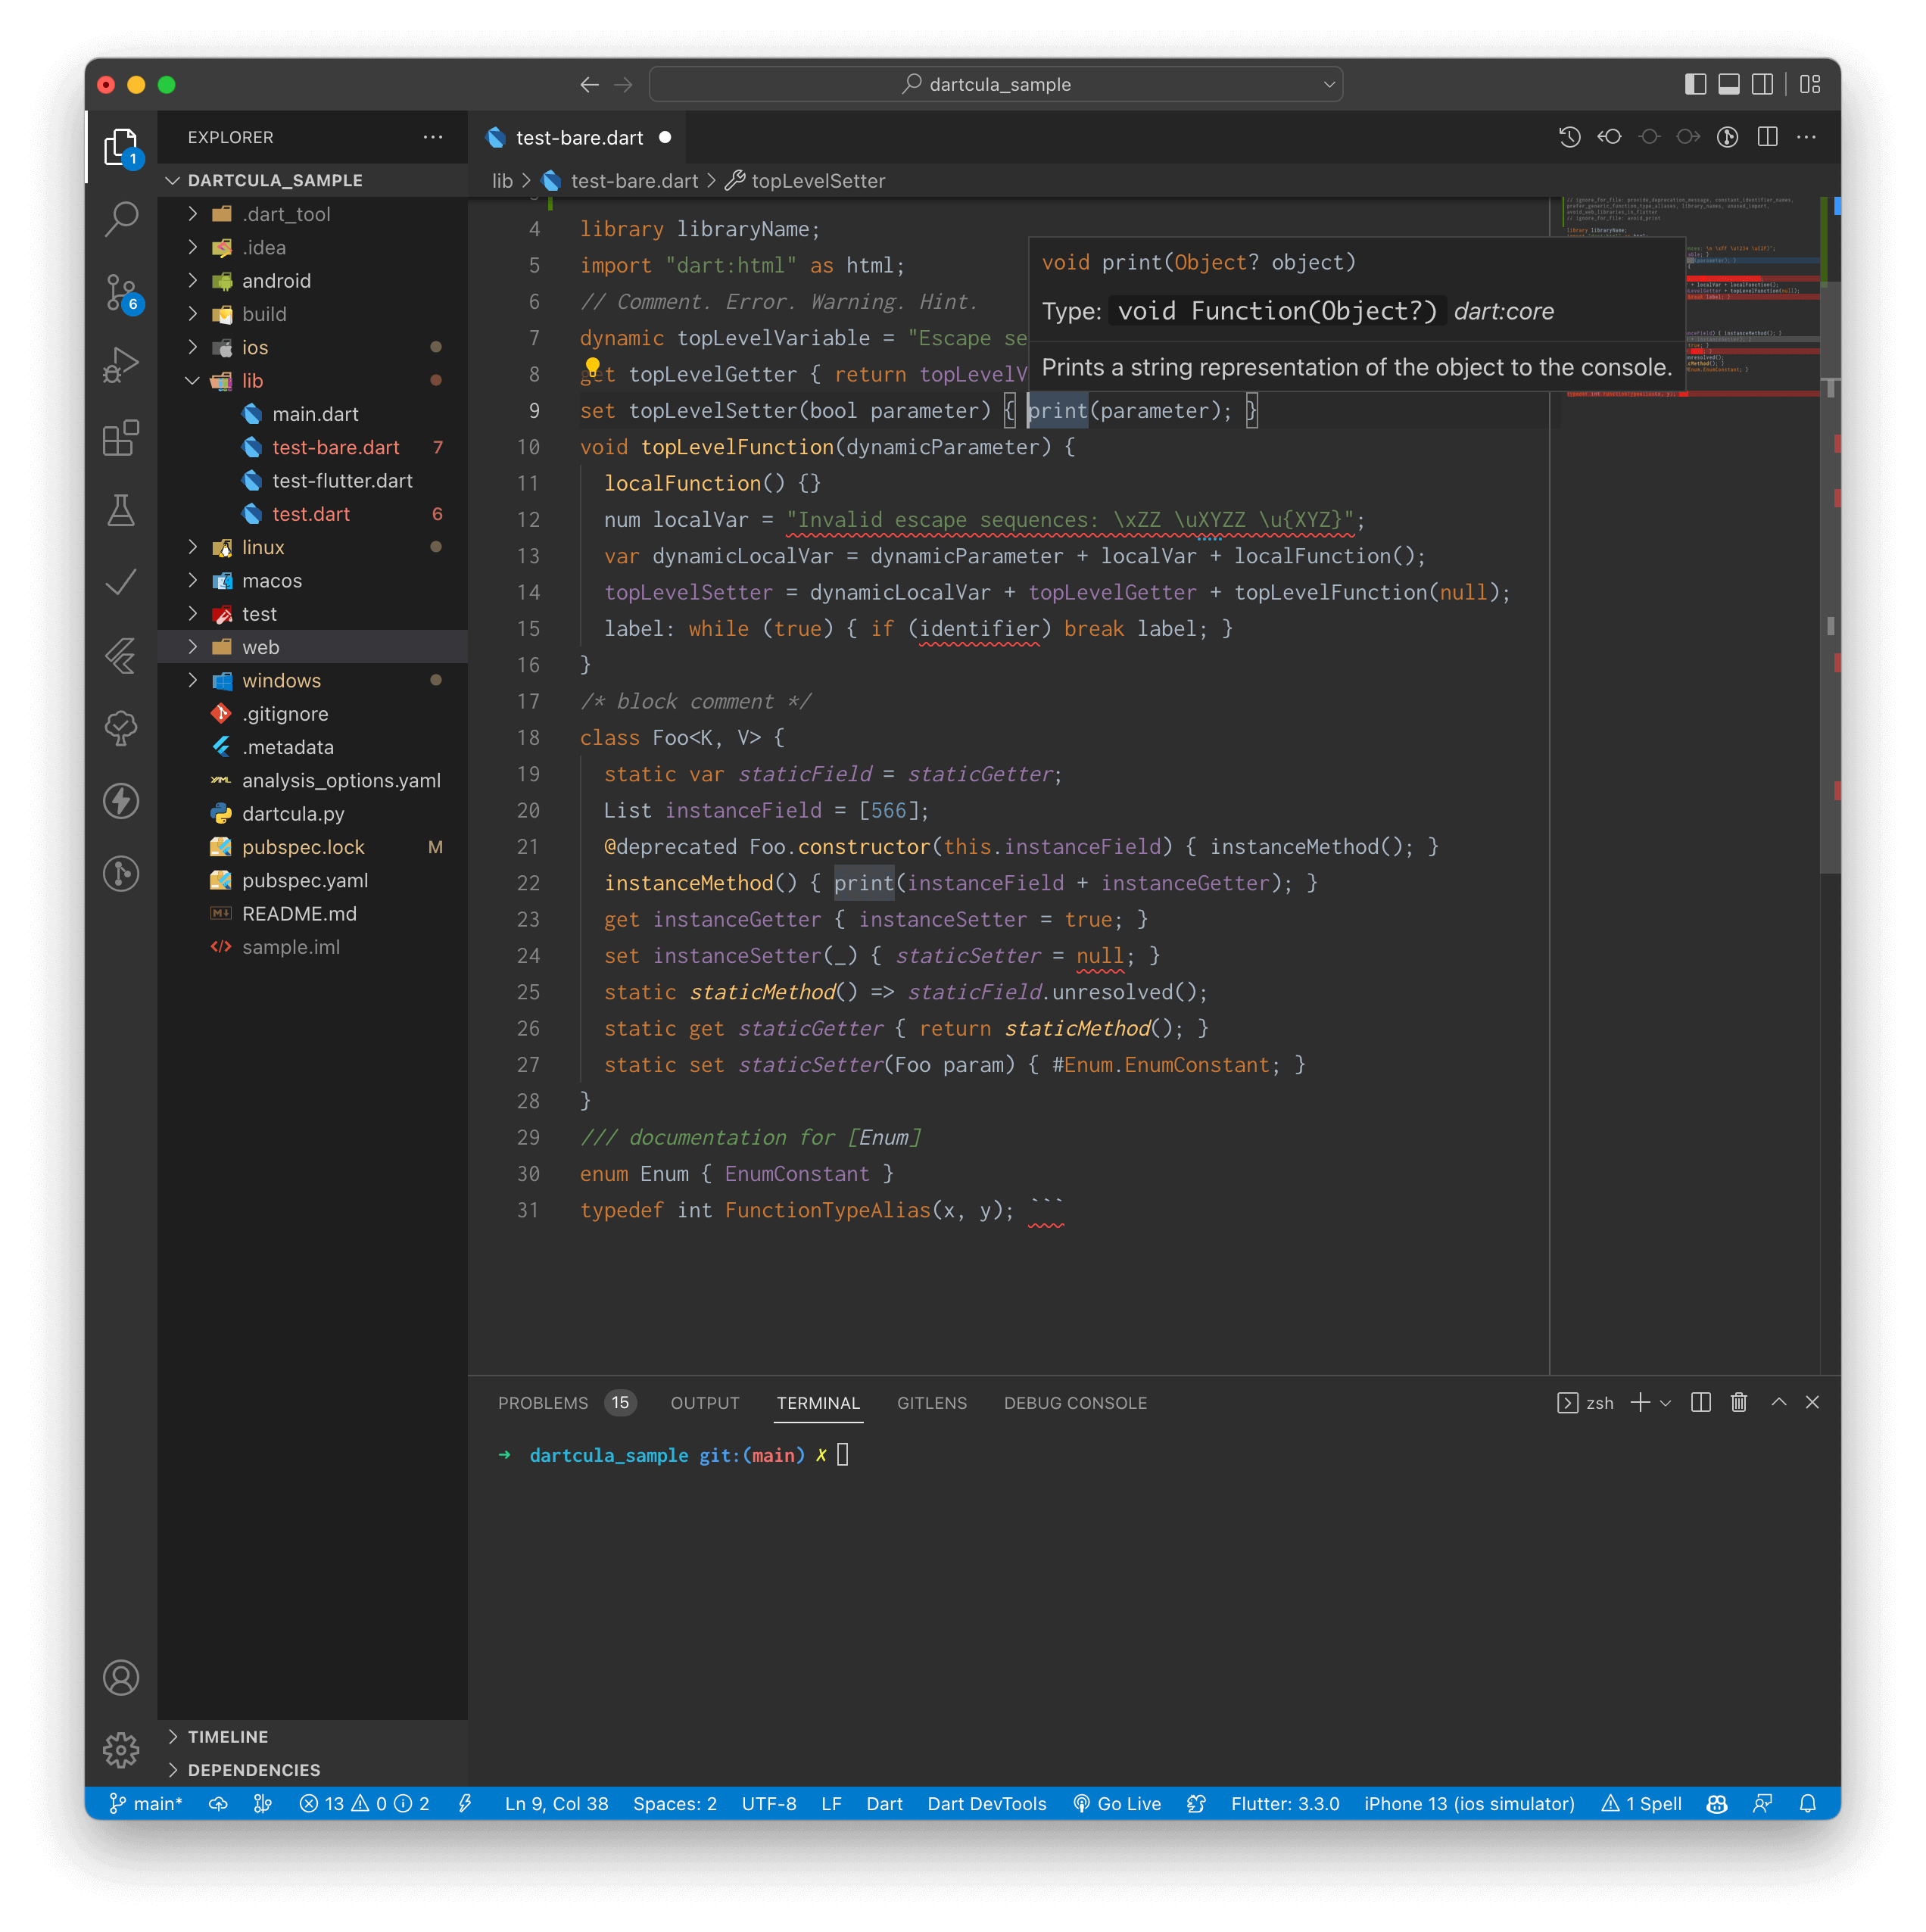 dartcula_sample
EXPLORER
test-bare.dart
1
DARTCULA_SAMPLE
lib > test-bare.dart > topLevelSetter
.dart_tool
.idea
android
build
6
ios
lib
main.dart
test-bare.dart 7
test-flutter.dart
test.dart 6
linux
macos
test
web
windows
.gitignore
.metadata
analysis_options.yaml
dartcula.py
pubspec.lock M
pubspec.yaml
README.md
sample.iml
TIMELINE
DEPENDENCIES
4 library libraryName;
5 import "dart:html" as html;
6 // Comment. Error. Warning. Hint.
7 dynamic topLevelVariable = "Escape se
8 get topLevelGetter { return topLevelV
9 set topLevelSetter(bool parameter) { print(parameter); }
10 void topLevelFunction(dynamicParameter) {
11 localFunction() {}
12 num localVar = "Invalid escape sequences: \xZZ \uXYZZ \u{XYZ}";
13 var dynamicLocalVar = dynamicParameter + localVar + localFunction();
14 topLevelSetter = dynamicLocalVar + topLevelGetter + topLevelFunction(null);
15 label: while (true) { if (identifier) break label; }
16 }
17 /* block comment */
18 class Foo<K, V> {
19 static var staticField = staticGetter;
20 List instanceField = [566];
21 @deprecated Foo.constructor(this.instanceField) { instanceMethod(); }
22 instanceMethod() { print(instanceField + instanceGetter); }
23 get instanceGetter { instanceSetter = true; }
24 set instanceSetter(_) { staticSetter = null; }
25 static staticMethod() => staticField.unresolved();
26 static get staticGetter { return staticMethod(); }
27 static set staticSetter(Foo param) { #Enum.EnumConstant; }
28 }
29 /// documentation for [Enum]
30 enum Enum { EnumConstant }
31 typedef int FunctionTypeAlias(x, y); ```
void print(Object? object)
Type: void Function(Object?) dart:core
Prints a string representation of the object to the console.
PROBLEMS 15 OUTPUT TERMINAL GITLENS DEBUG CONSOLE zsh
→ dartcula_sample git:(main) ✗
main* 13 0 2 Ln 9, Col 38 Spaces: 2 UTF-8 LF Dart Dart DevTools Go Live Flutter: 3.3.0 iPhone 13 (ios simulator) 1 Spell